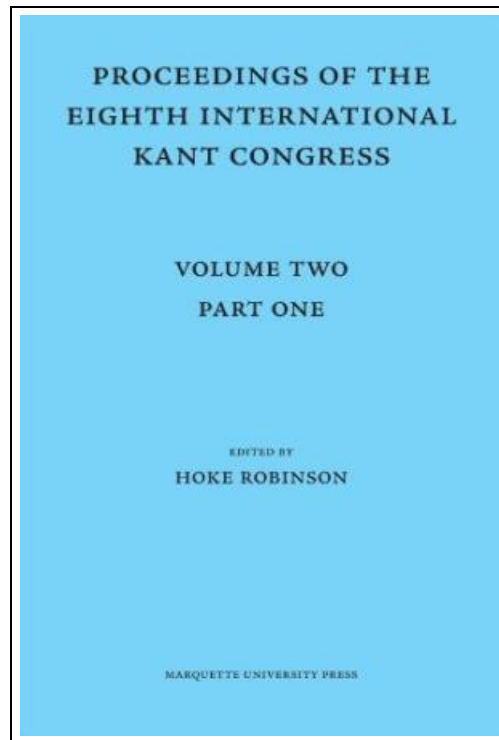 PROCEEDINGS OF THE
EIGHTH INTERNATIONAL
KANT CONGRESS
VOLUME TWO
PART ONE
EDITED BY
HOKE ROBINSON
MARQUETTE UNIVERSITY PRESS